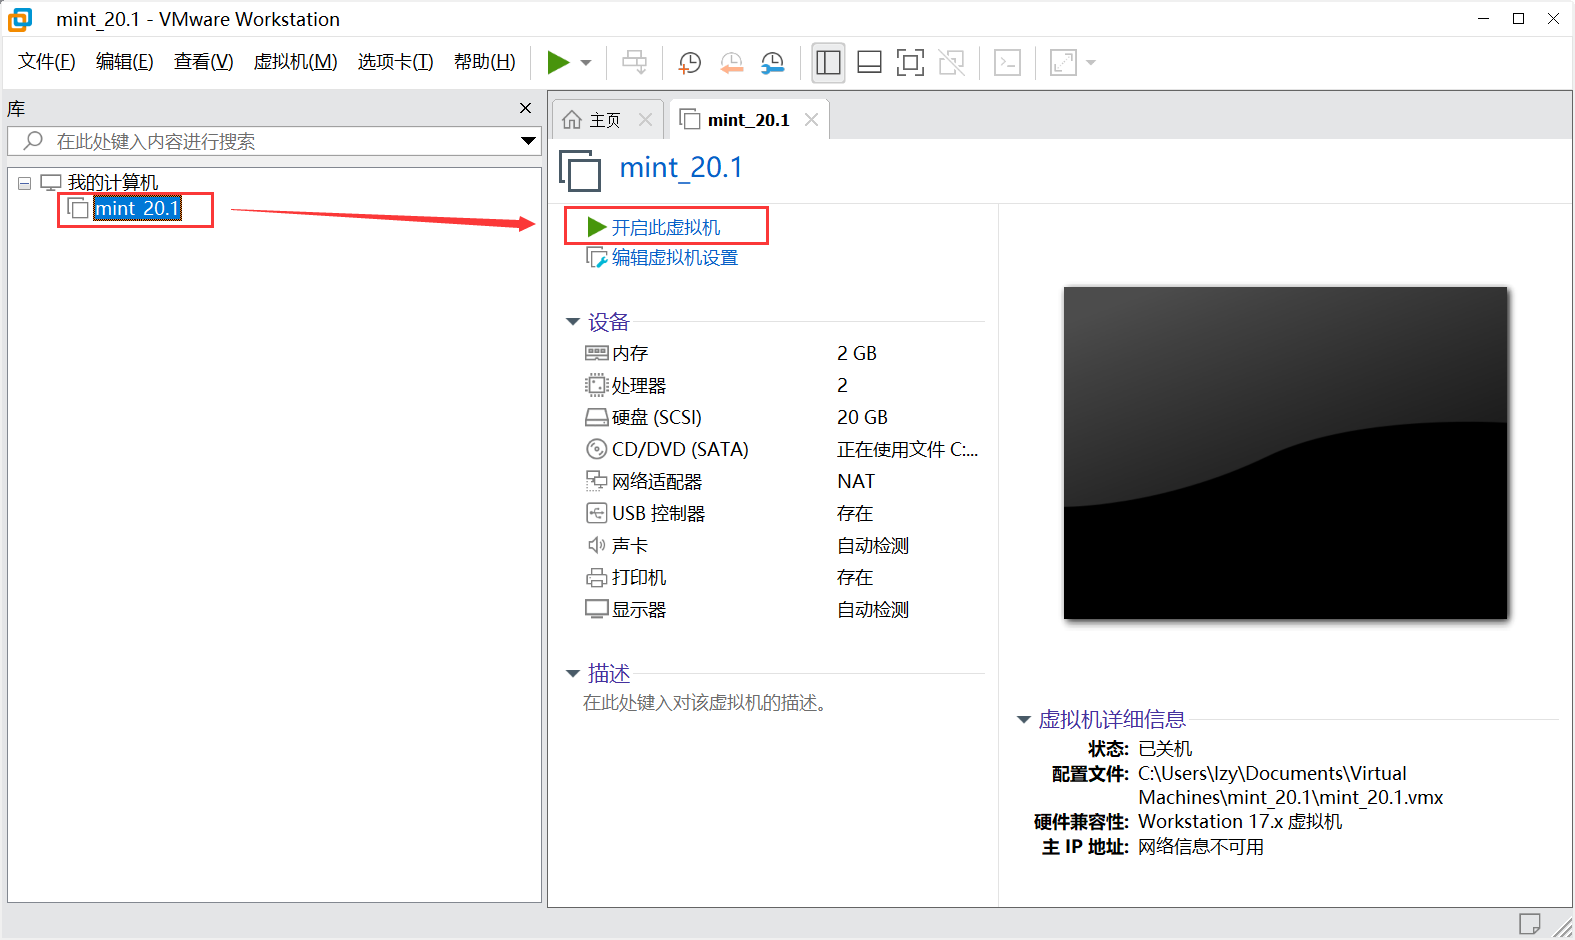 mint_20.1 - VMware Workstation
文件(F) 编辑(E) 查看(V) 虚拟机(M) 选项卡(T) 帮助(H)
库
在此处键入内容进行搜索
我的计算机
mint_20.1
主页 mint_20.1
mint_20.1
开启此虚拟机
编辑虚拟机设置
设备
内存 2 GB
处理器 2
硬盘 (SCSI) 20 GB
CD/DVD (SATA) 正在使用文件 C:...
网络适配器 NAT
USB 控制器 存在
声卡 自动检测
打印机 存在
显示器 自动检测
描述
在此处键入对该虚拟机的描述。
虚拟机详细信息
状态: 已关机
配置文件: C:\Users\lzy\Documents\Virtual
Machines\mint_20.1\mint_20.1.vmx
硬件兼容性: Workstation 17.x 虚拟机
主 IP 地址: 网络信息不可用